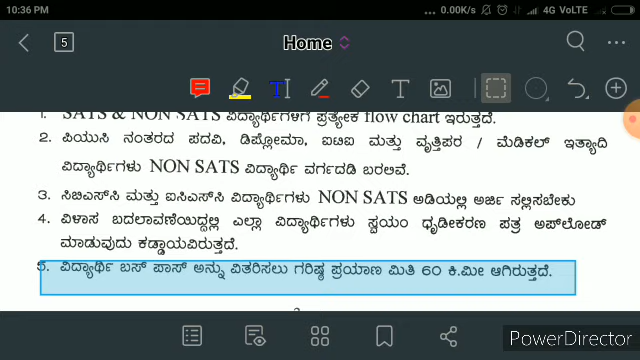 10:36 PM
... 0.00K/s 4G VoLTE
5 Home
T T
1. SATS & NON SATS ವಿದ್ಯಾರ್ಥಿಗಳಿಗೆ ಪ್ರತ್ಯೇಕ flow chart ಇರುತ್ತದೆ.
2. ಪಿಯುಸಿ ನಂತರದ ಪದವಿ, ಡಿಪ್ಲೋಮಾ, ಐಟಿಐ ಮತ್ತು ವೃತ್ತಿಪರ / ಮೆಡಿಕಲ್ ಇತ್ಯಾದಿ
ವಿದ್ಯಾರ್ಥಿಗಳು NON SATS ವಿದ್ಯಾರ್ಥಿ ವರ್ಗದಡಿ ಬರಲಿವೆ.
3. ಸಿಬಿಎಸ್‌ಸಿ ಮತ್ತು ಐಸಿಎಸ್‌ಸಿ ವಿದ್ಯಾರ್ಥಿಗಳು NON SATS ಅಡಿಯಲ್ಲಿ ಅರ್ಜಿ ಸಲ್ಲಿಸಬೇಕು
4. ವಿಳಾಸ ಬದಲಾವಣೆಯಿದ್ದಲ್ಲಿ ಎಲ್ಲಾ ವಿದ್ಯಾರ್ಥಿಗಳು ಸ್ವಯಂ ಧೃಡೀಕರಣ ಪತ್ರ ಅಪ್‌ಲೋಡ್
ಮಾಡುವುದು ಕಡ್ಡಾಯವಿರುತ್ತದೆ.
5. ವಿದ್ಯಾರ್ಥಿ ಬಸ್ ಪಾಸ್ ಅನ್ನು ವಿತರಿಸಲು ಗರಿಷ್ಠ ಪ್ರಯಾಣ ಮಿತಿ 60 ಕಿ.ಮೀ ಆಗಿರುತ್ತದೆ.
PowerDirector